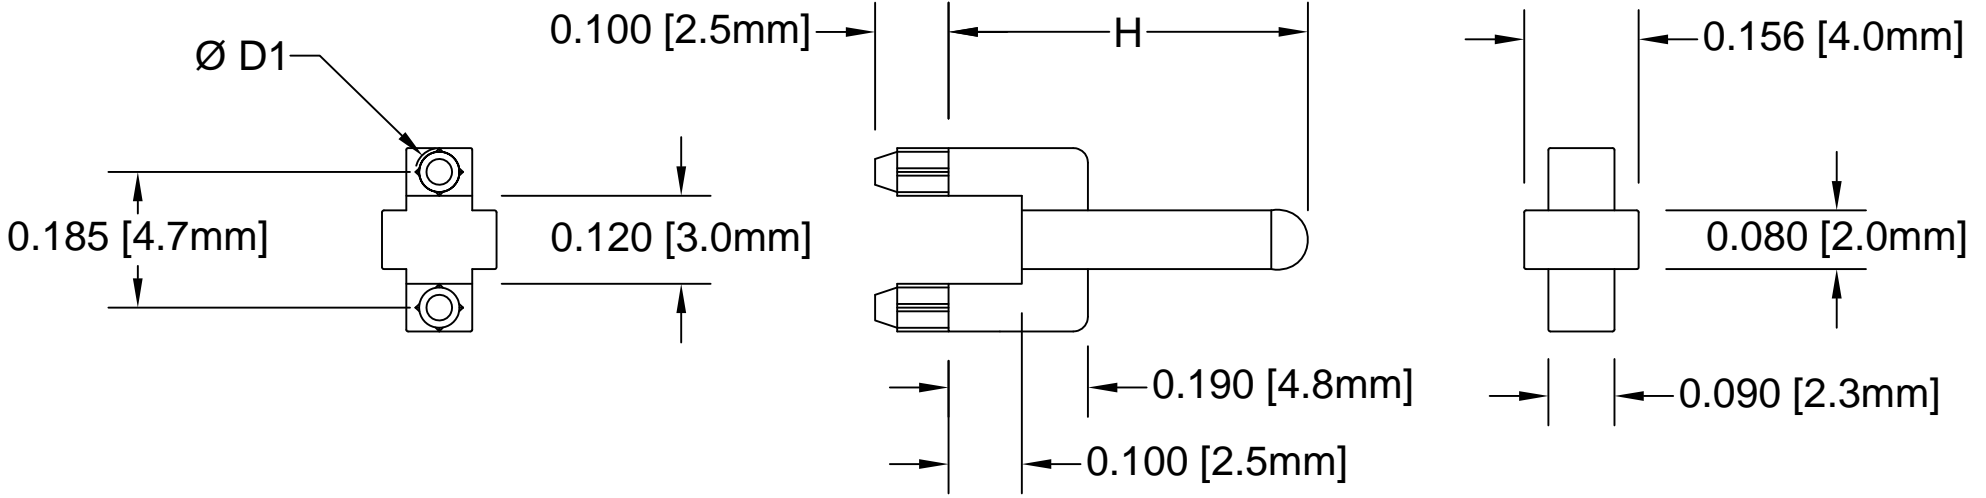 0.100 [2.5mm]
H
0.156 [4.0mm]
Ø D1
0.185 [4.7mm]
0.120 [3.0mm]
0.080 [2.0mm]
0.190 [4.8mm]
0.090 [2.3mm]
0.100 [2.5mm]